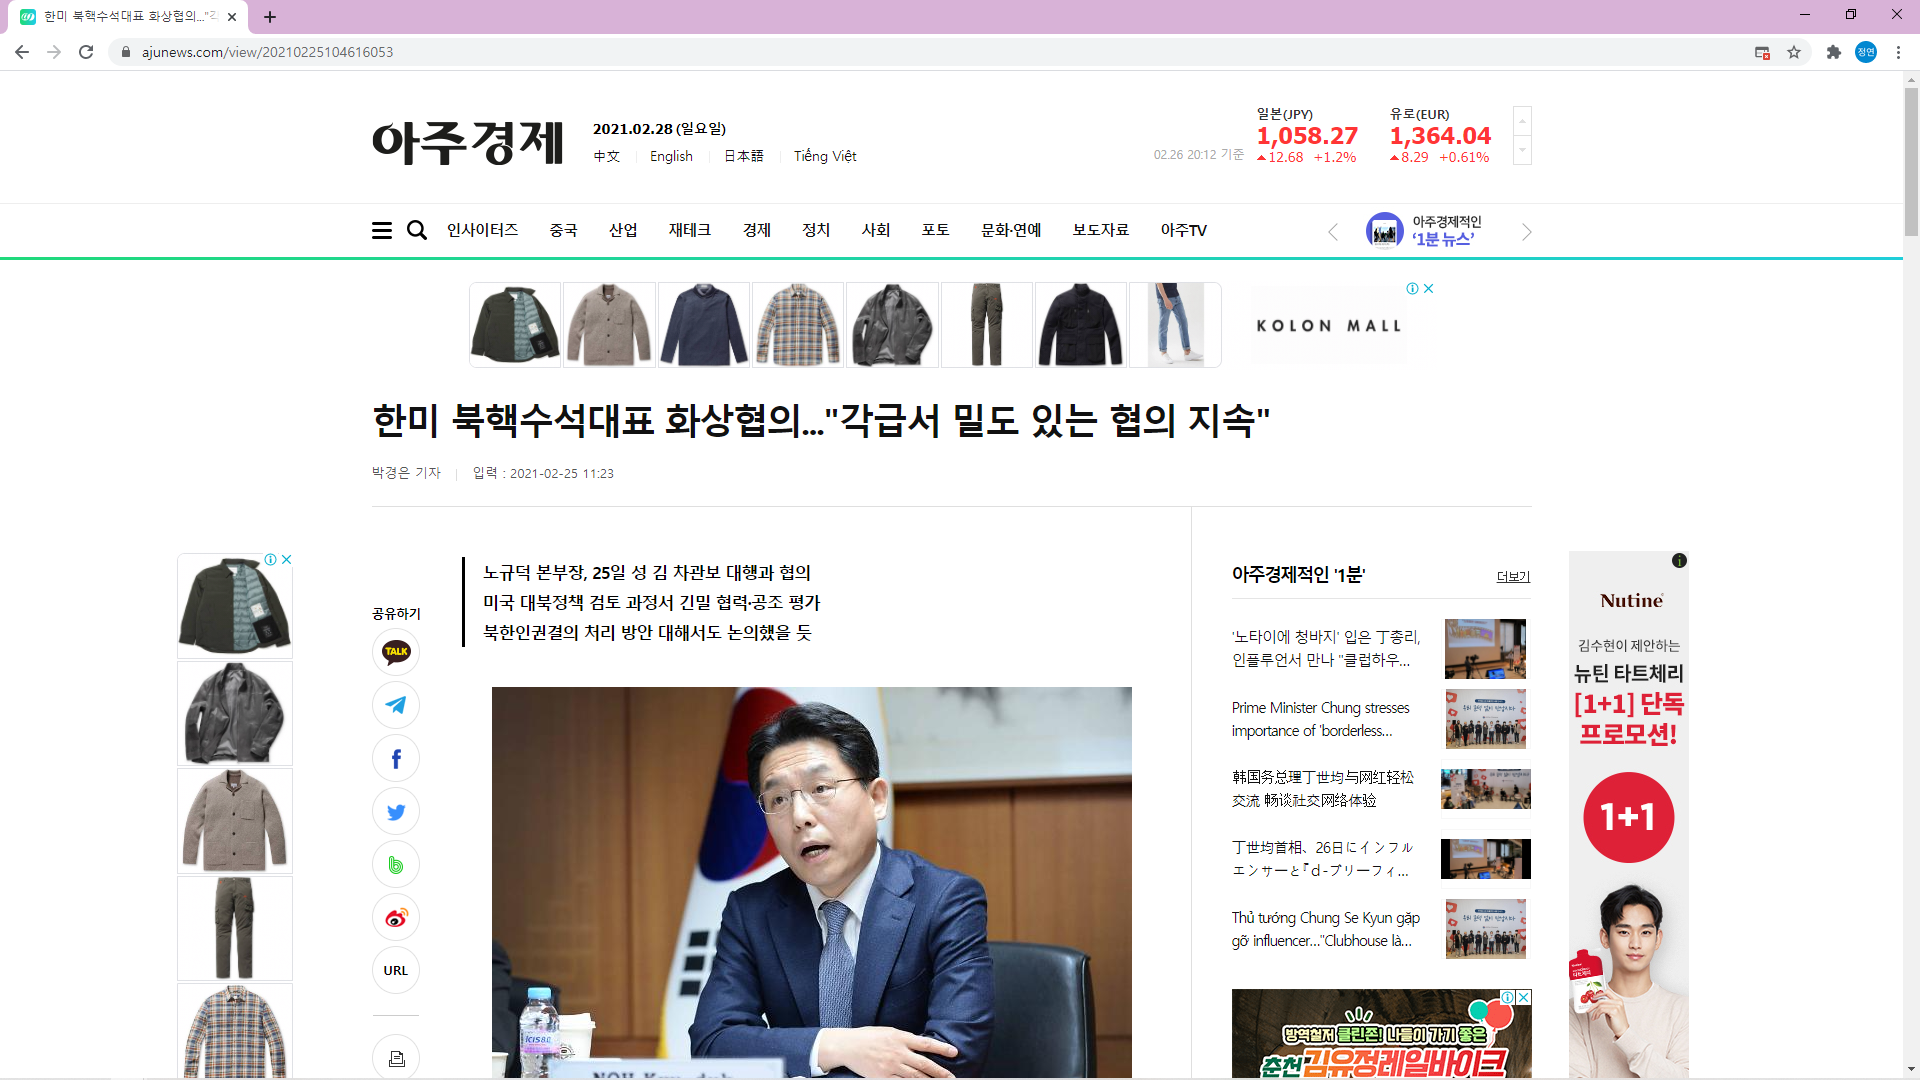 한미 북핵수석대표 화상협의..."각
ajunews.com/view/20210225104616053
정연
아주경제
2021.02.28 (일요일)
中文 English 日本語 Tiếng Việt
02.26 20:12 기준
일본(JPY)
1,058.27
12.68 +1.2%
유로(EUR)
1,364.04
8.29 +0.61%
인사이터즈 중국 산업 재테크 경제 정치 사회 포토 문화·연예 보도자료 아주TV
아주경제적인
'1분 뉴스'
KOLON MALL
한미 북핵수석대표 화상협의..."각급서 밀도 있는 협의 지속"
박경은 기자 입력 : 2021-02-25 11:23
노규덕 본부장, 25일 성 김 차관보 대행과 협의
미국 대북정책 검토 과정서 긴밀 협력·공조 평가
북한인권결의 처리 방안 대해서도 논의했을 듯
공유하기
TALK
URL
아주경제적인 '1분'
더보기
'노타이에 청바지' 입은 丁총리,
인플루언서 만나 "클럽하우...
Prime Minister Chung stresses
importance of 'borderless...
韩国务总理丁世均与网红轻松
交流 畅谈社交网络体验
丁世均首相、26日にインフル
エンサーと『d-ブリーフィ...
Thủ tướng Chung Se Kyun gặp
gỡ influencer..."Clubhouse là...
방역철저 클린존! 나들이 가기 좋은
춘천 김유정레일바이크
Nutine
김수현이 제안하는
뉴틴 타트체리
[1+1] 단독
프로모션!
1+1
icis 8.0
NOH Kyu-duk